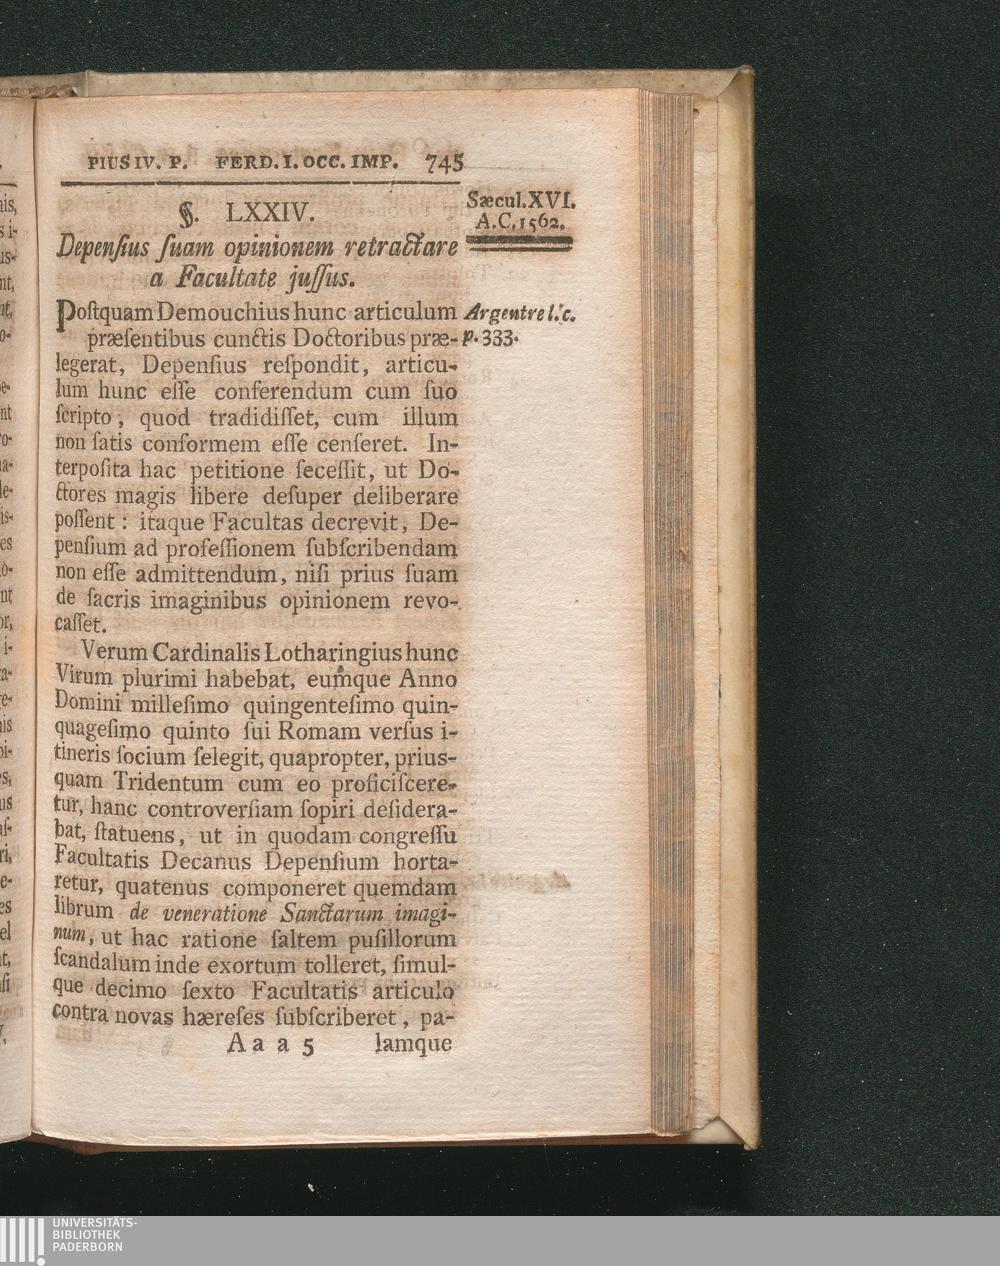 PIUS IV. P. FERD. I. OCC. IMP. 745
Sæcul. XVI.
A.C. 1562.
§. LXXIV.
Depenſius ſuam opinionem retractare
a Facultate juſſus.
Poſtquam Demouchius hunc articulum
Argentre l.c.
p. 333.
præſentibus cunctis Doctoribus præ-
legerat, Depenſius reſpondit, articu-
lum hunc eſſe conferendum cum ſuo
ſcripto, quod tradidiſſet, cum illum
non ſatis conformem eſſe cenſeret. In-
terpoſita hac petitione ſeceſſit, ut Do-
ctores magis libere deſuper deliberare
poſſent: itaque Facultas decrevit, De-
penſium ad profeſſionem ſubſcribendam
non eſſe admittendum, niſi prius ſuam
de ſacris imaginibus opinionem revo-
caſſet.
Verum Cardinalis Lotharingius hunc
Virum plurimi habebat, eumque Anno
Domini milleſimo quingenteſimo quin-
quageſimo quinto ſui Romam verſus i-
tineris ſocium ſelegit, quapropter, prius-
quam Tridentum cum eo proficiſcere-
tur, hanc controverſiam ſopiri deſidera-
bat, ſtatuens, ut in quodam congreſſu
Facultatis Decanus Depenſium horta-
retur, quatenus componeret quemdam
librum de veneratione Sanctarum imagi-
num, ut hac ratione ſaltem puſillorum
ſcandalum inde exortum tolleret, ſimul-
que decimo ſexto Facultatis articulo
contra novas hæreſes ſubſcriberet, pa-
A a a 5 lamque
UNIVERSITÄTS-
BIBLIOTHEK
PADERBORN